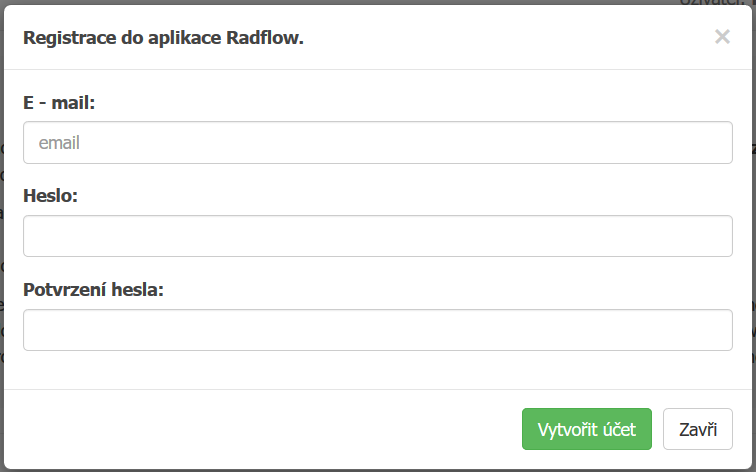 Registrace do aplikace Radflow.
×
E - mail:
email
Heslo:
Potvrzení hesla:
Vytvořit účet
Zavři